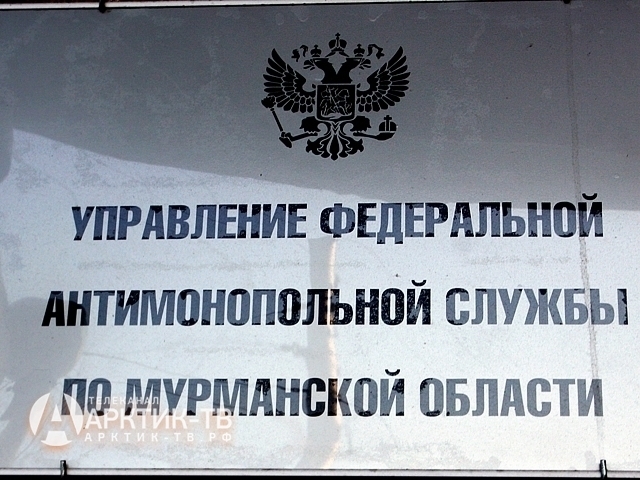 УПРАВЛЕНИЕ ФЕДЕРАЛЬНОЙ
АНТИМОНОПОЛЬНОЙ СЛУЖБЫ
ПО МУРМАНСКОЙ ОБЛАСТИ
ТЕЛЕКАНАЛ
АРКТИК-ТВ
АРКТИК-ТВ.РФ